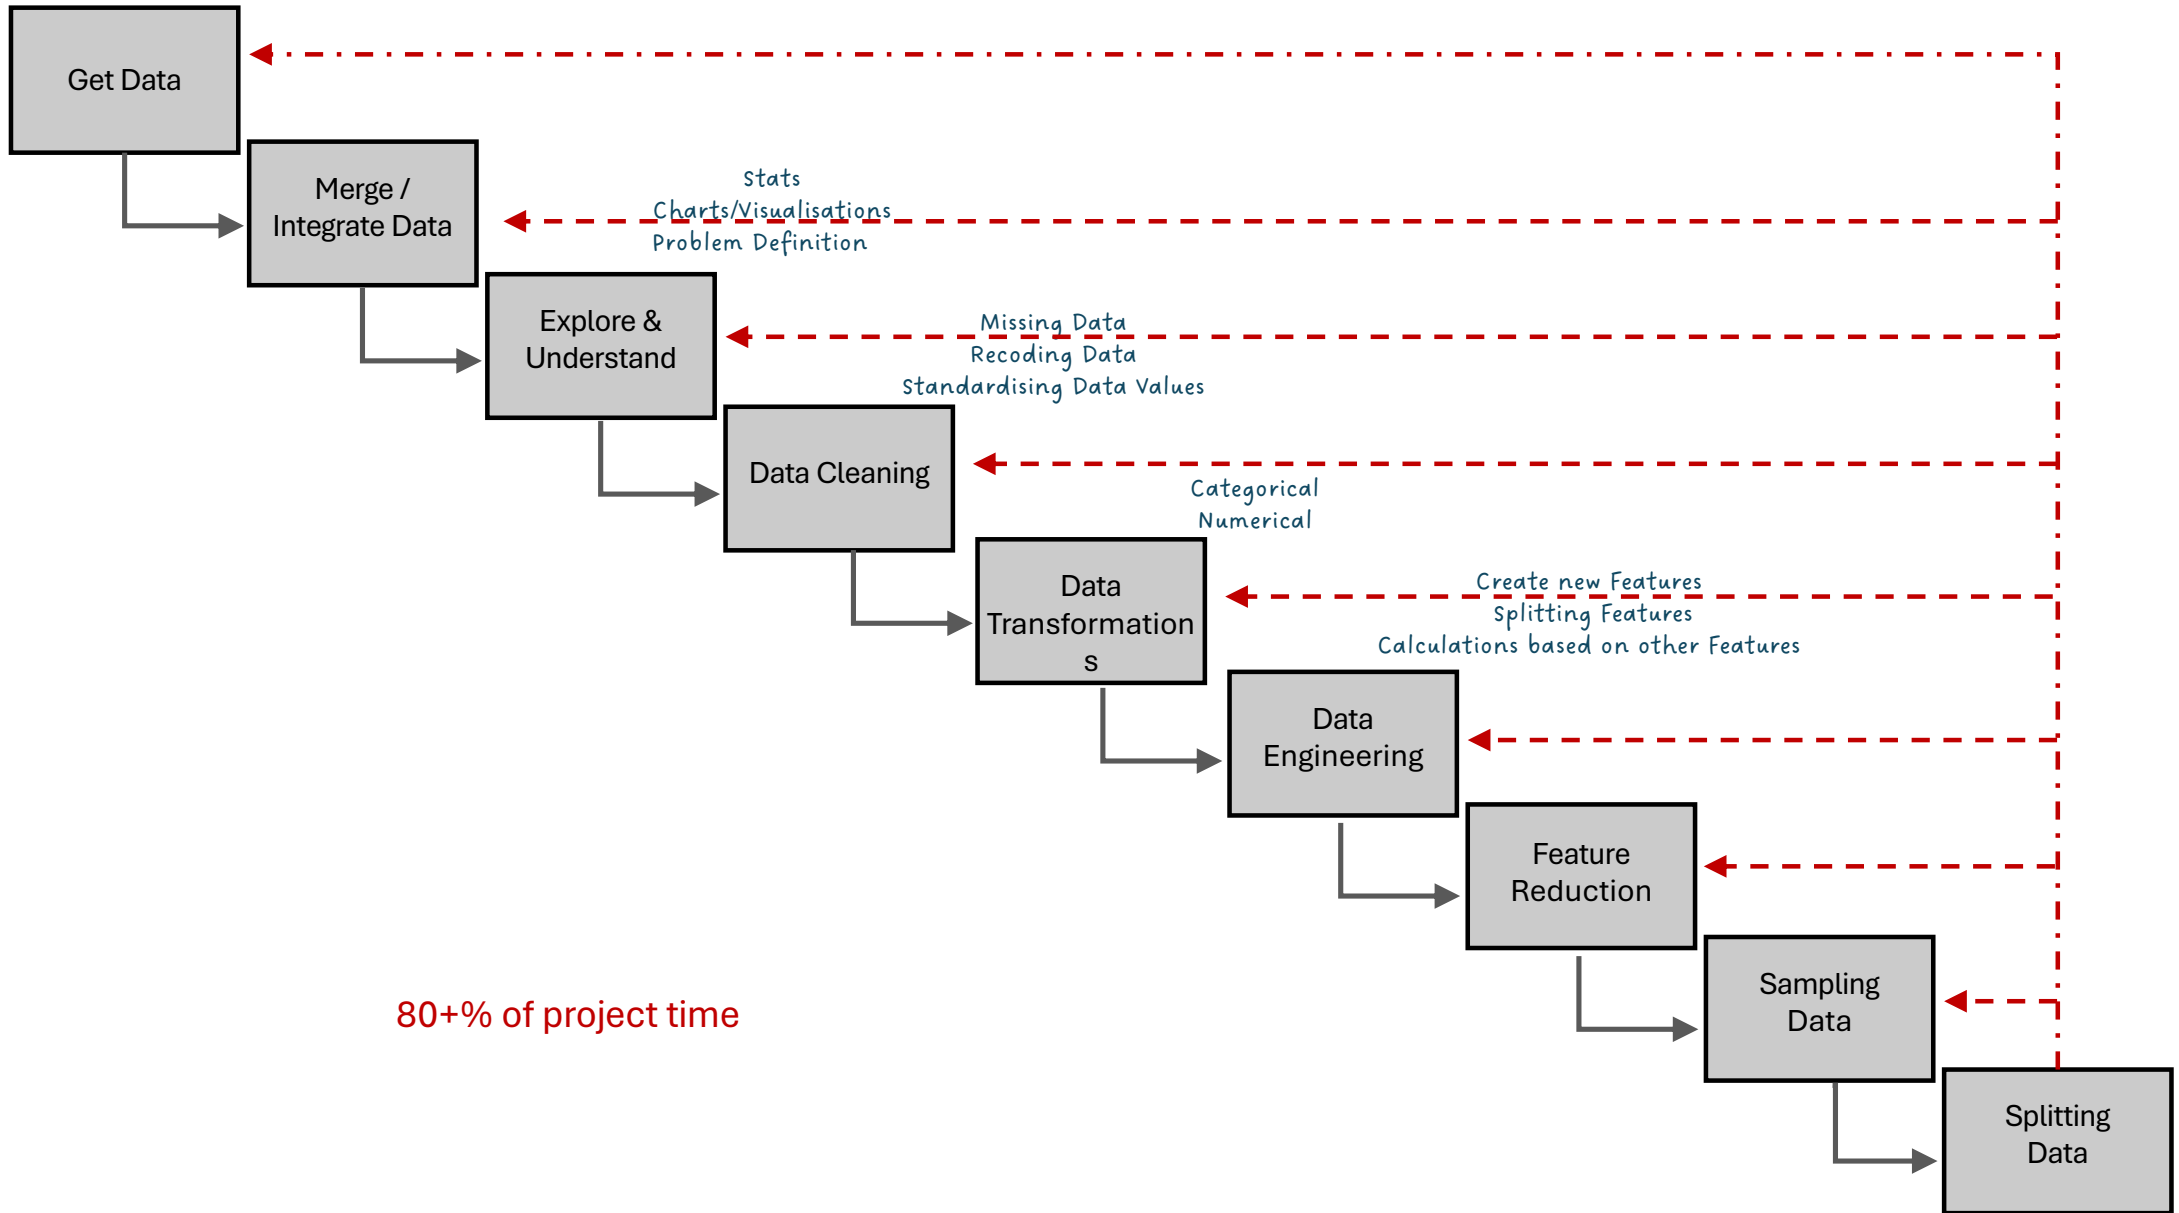 Get Data
Merge /
Integrate Data
Stats
Charts/Visualisations
Problem Definition
Explore &
Understand
Missing Data
Recoding Data
Standardising Data Values
Data Cleaning
Categorical
Numerical
Data
Transformation
s
Create new Features
Splitting Features
Calculations based on other Features
Data
Engineering
Feature
Reduction
Sampling
Data
80+% of project time
Splitting
Data